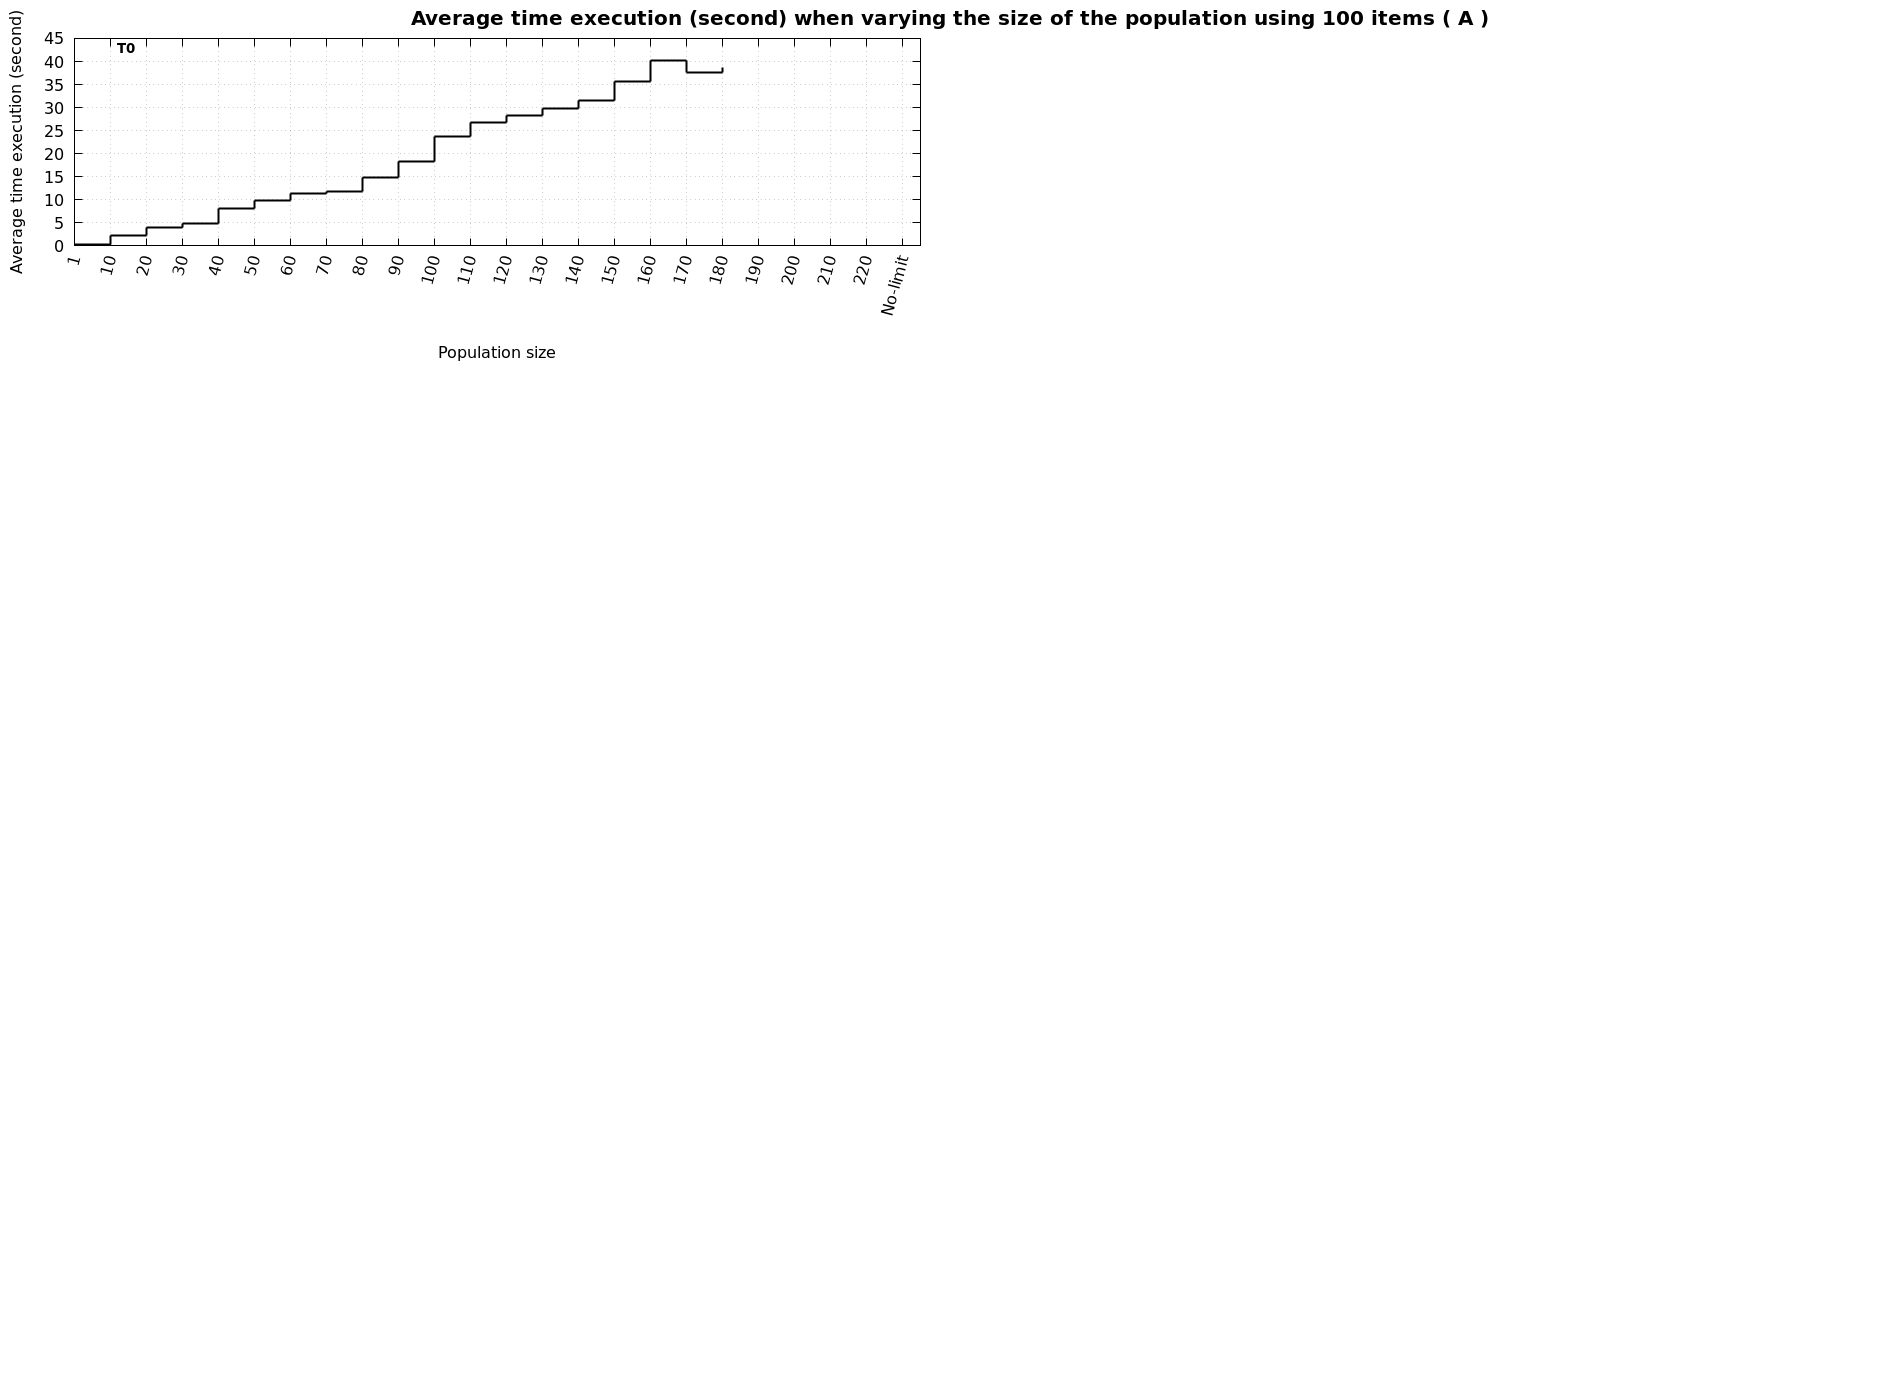 Average time execution (second) when varying the size of the population using 100 items ( A )
Average time execution (second)
T0
45
40
35
30
25
20
15
10
5
0
1 10 20 30 40 50 60 70 80 90 100 110 120 130 140 150 160 170 180 190 200 210 220 No-limit
Population size